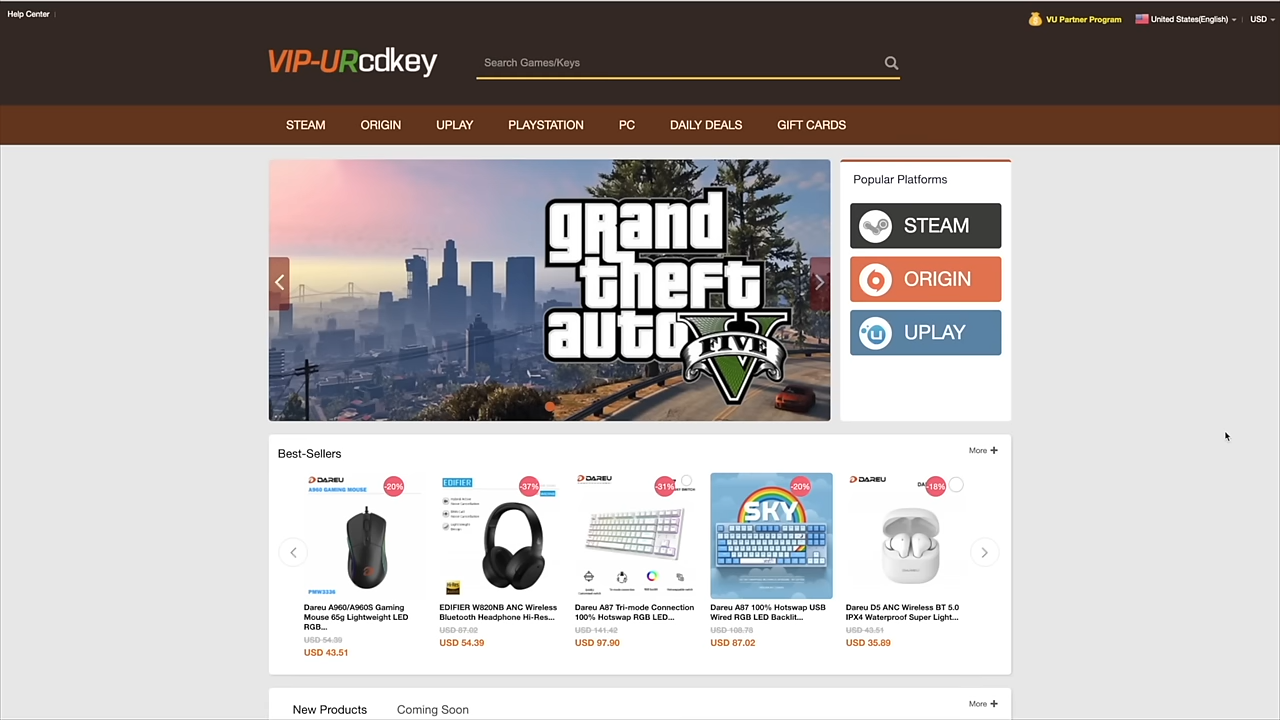 Help Center
VU Partner Program
United States(English)
USD
VIP-URcdkey
Search Games/Keys
STEAM
ORIGIN
UPLAY
PLAYSTATION
PC
DAILY DEALS
GIFT CARDS
grand
theft
auto
V
FIVE
Popular Platforms
STEAM
ORIGIN
UPLAY
Best-Sellers
More +
DAREU
A960 GAMING MOUSE
-20%
PWW3336
Dareu A960/A960S Gaming
Mouse 65g Lightweight LED
RGB...
USD 54.39
USD 43.51
EDIFIER
-37%
EDIFIER W820NB ANC Wireless
Bluetooth Headphone Hi-Res...
USD 87.02
USD 54.39
DAREU
-31%
Dareu A87 Tri-mode Connection
100% Hotswap RGB LED...
USD 141.42
USD 97.90
-20%
SKY
Dareu A87 100% Hotswap USB
Wired RGB LED Backlit...
USD 108.78
USD 87.02
DAREU
-18%
Dareu D5 ANC Wireless BT 5.0
IPX4 Waterproof Super Light...
USD 43.51
USD 35.89
New Products
Coming Soon
More +